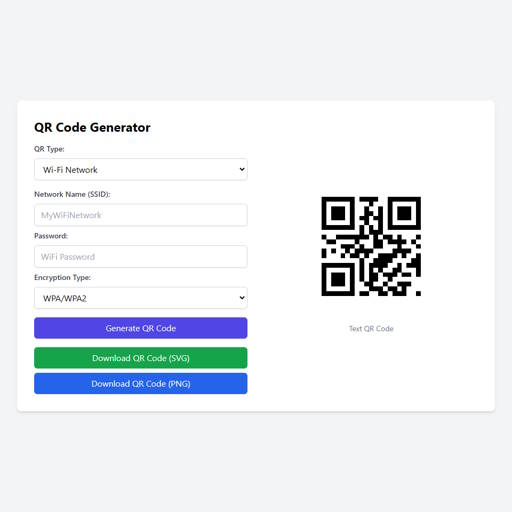 QR Code Generator
QR Type:
Wi-Fi Network
Network Name (SSID):
MyWiFiNetwork
Password:
WiFi Password
Encryption Type:
WPA/WPA2
Generate QR Code
Download QR Code (SVG)
Download QR Code (PNG)
Text QR Code